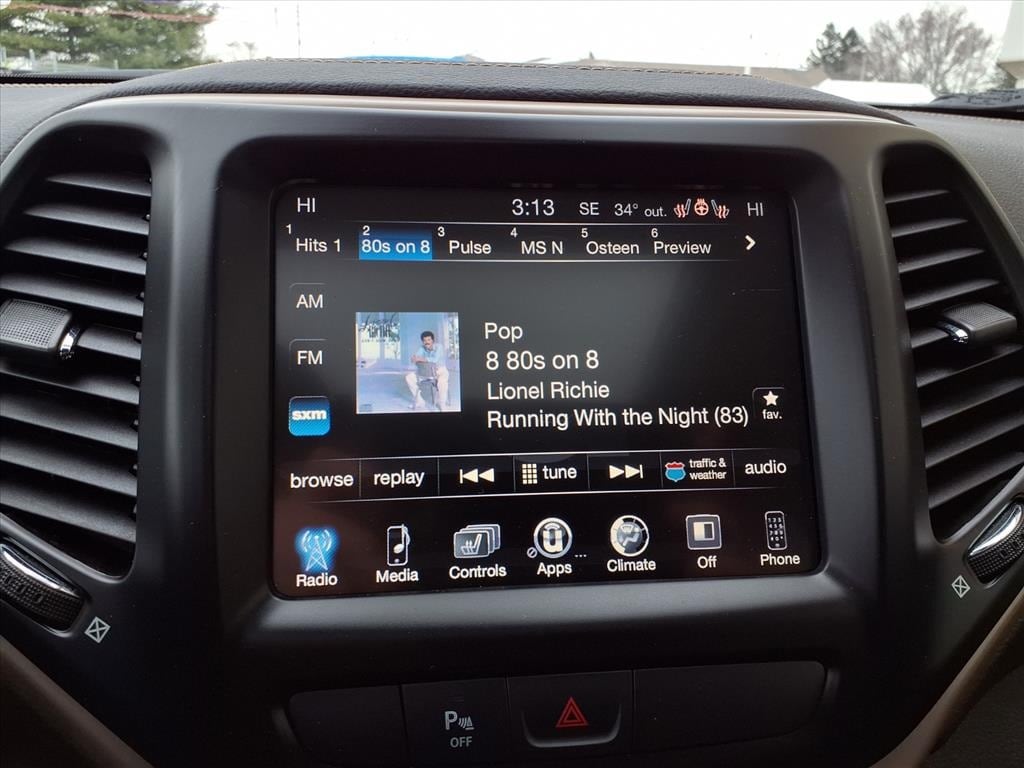 HI 3:13 SE 34° out. HI
1 Hits 1 2 80s on 8 3 Pulse 4 MS N 5 Osteen 6 Preview
AM
FM
sxm
Pop
8 80s on 8
Lionel Richie
Running With the Night (83)
fav.
browse replay tune traffic & weather audio
Radio Media Controls Apps ... Climate Off Phone
P OFF